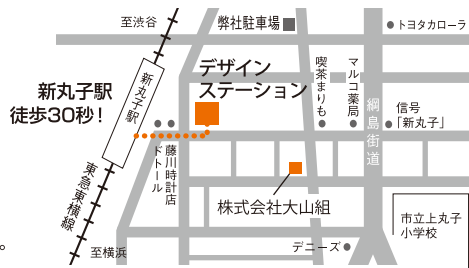 至渋谷
弊社駐車場
トヨタカローラ
新丸子駅
徒歩30秒!
新丸子駅
デザイン
ステーション
喫茶まりも
マルコ薬局
綱島街道
信号
「新丸子」
藤川時計店
ドトール
東急東横線
株式会社大山組
市立上丸子
小学校
デニーズ
至横浜
。